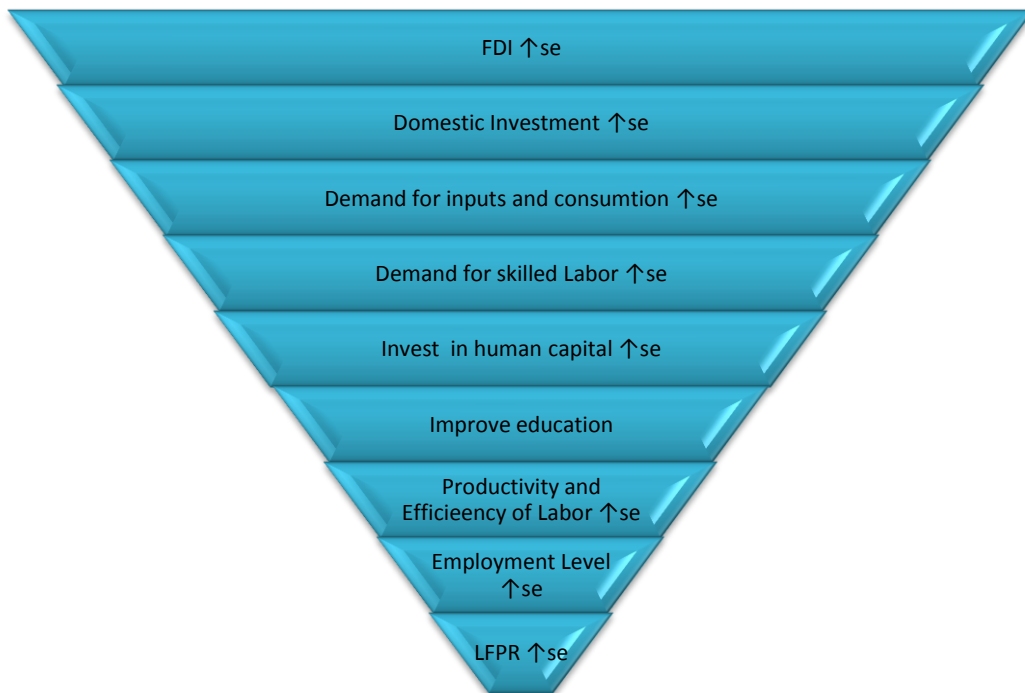 FDI ↑se
Domestic Investment ↑se
Demand for inputs and consumtion ↑se
Demand for skilled Labor ↑se
Invest  in human capital ↑se
Improve education
Productivity and
Efficieency of Labor ↑se
Employment Level
↑se
LFPR ↑se